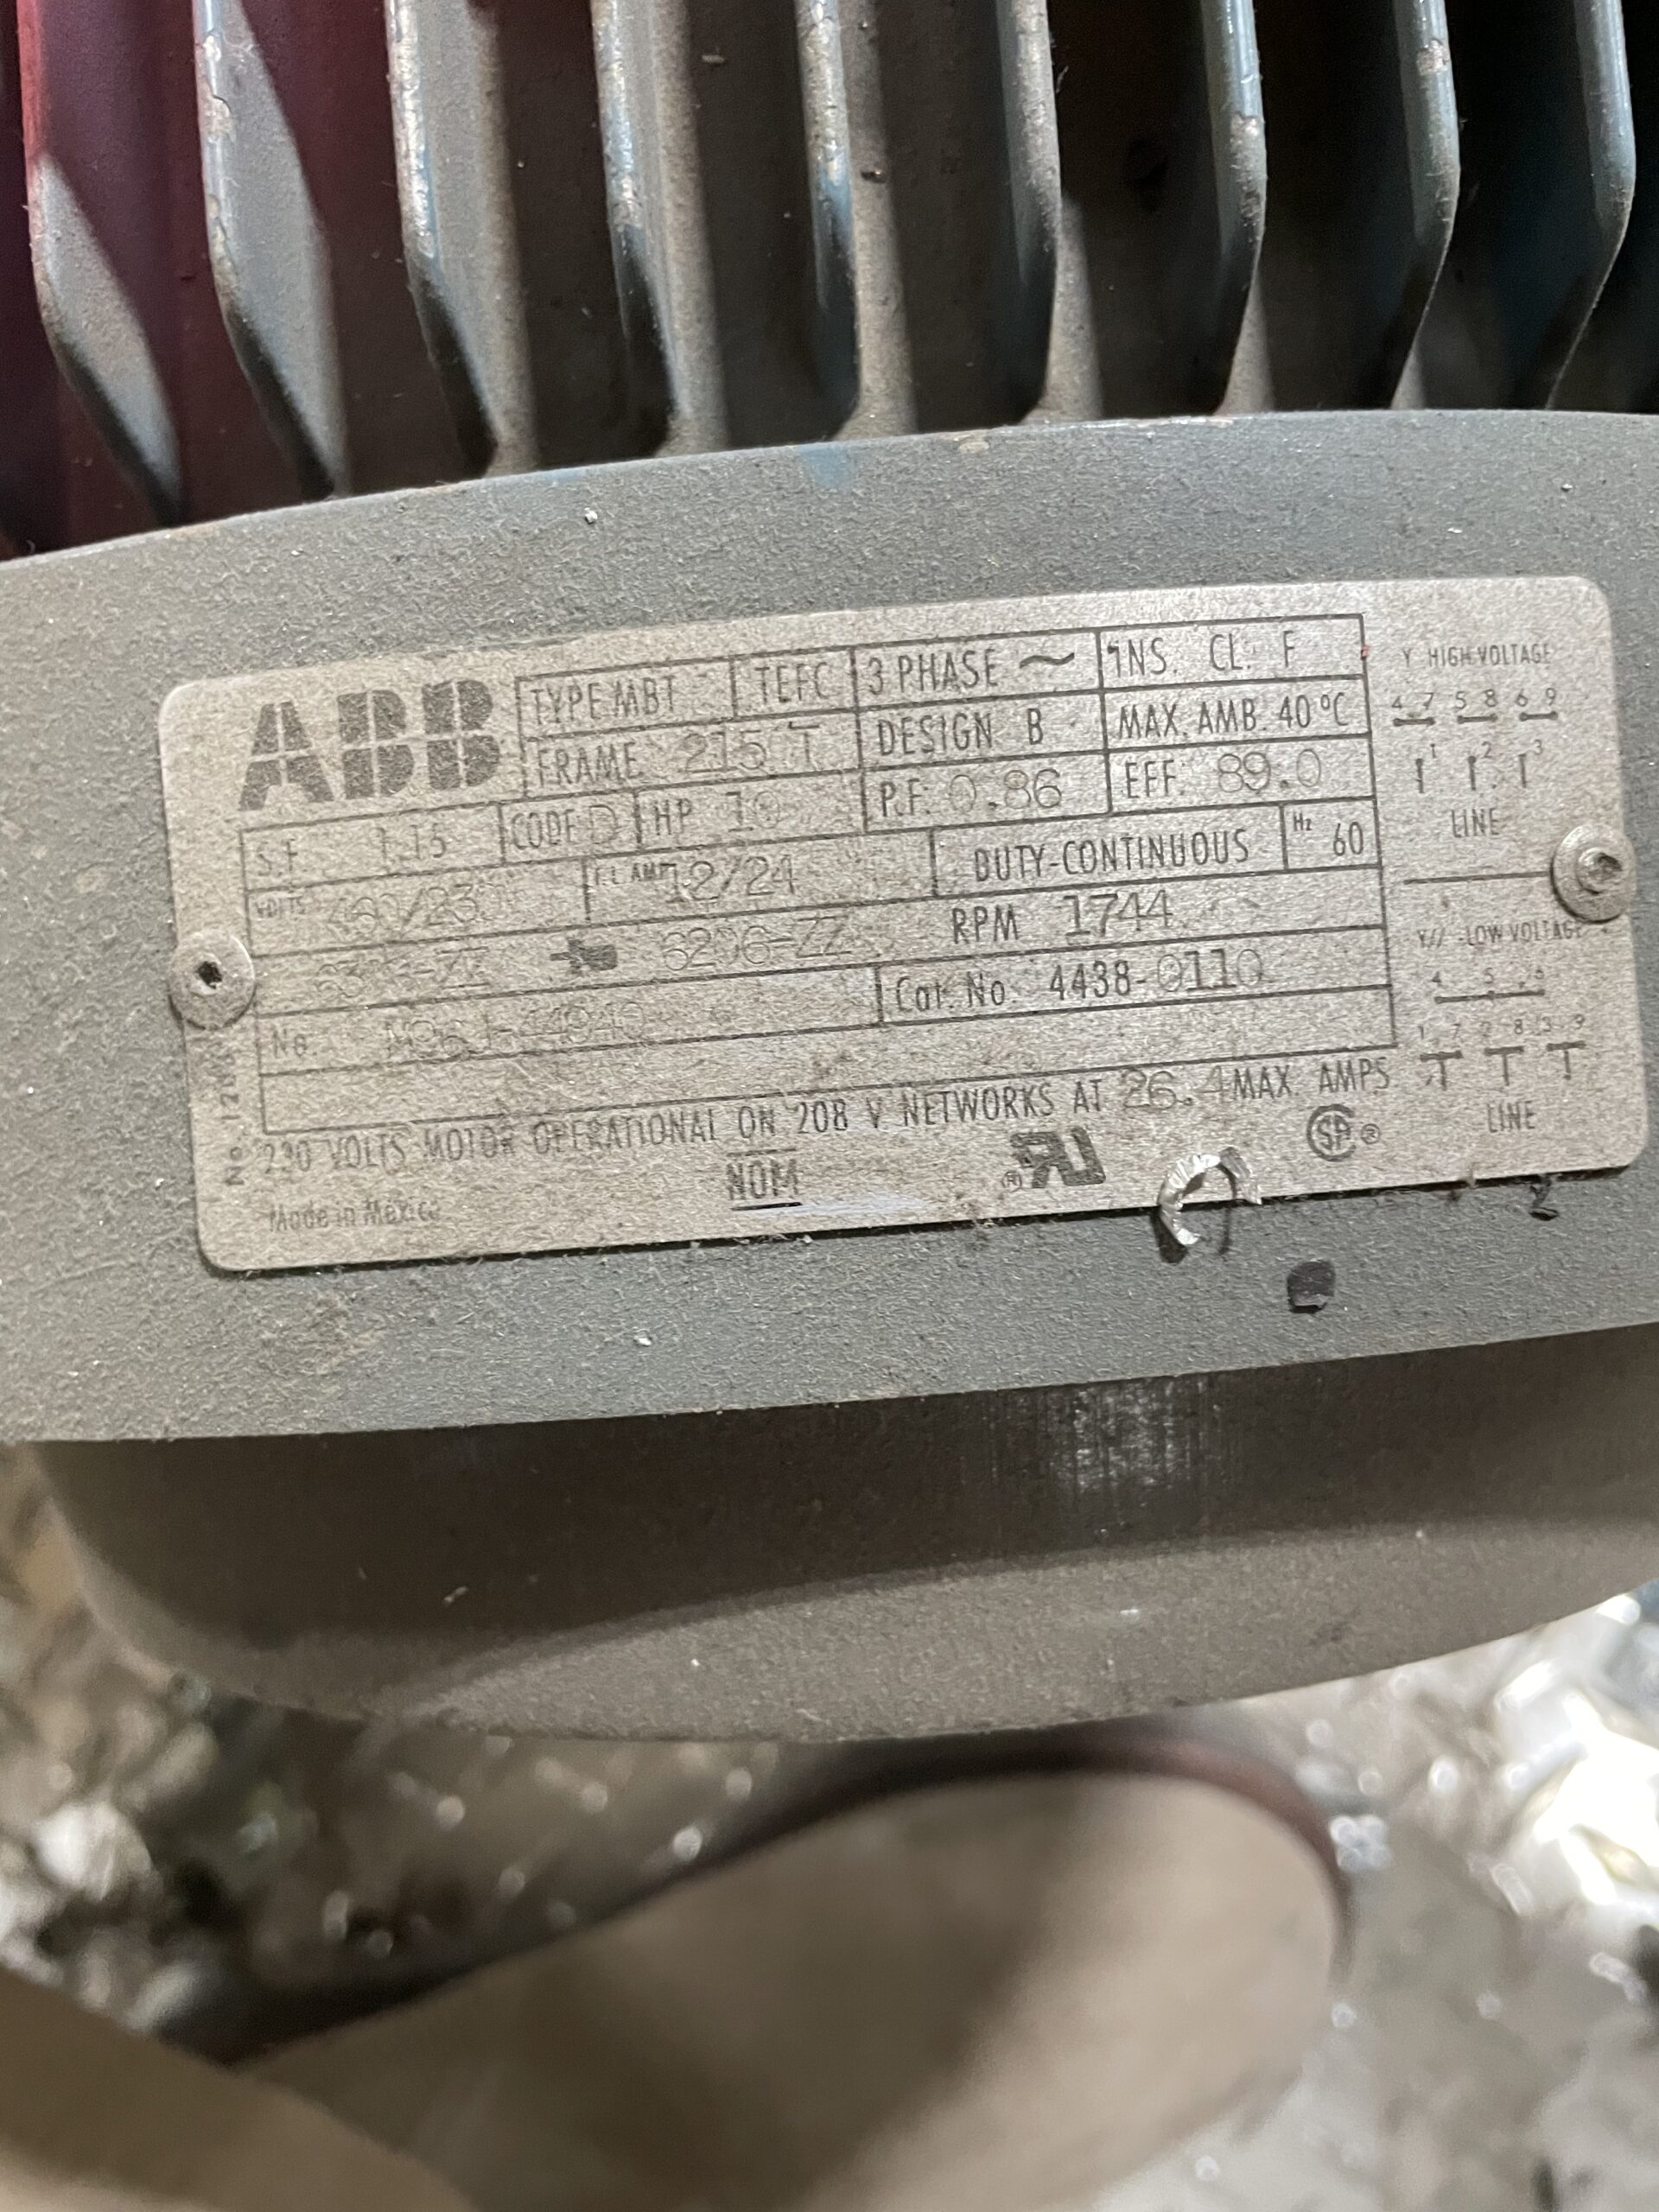 ABB
TYPE MBT TEFC 3 PHASE ~ INS. CL. F
FRAME 215 T DESIGN B MAX. AMB. 40 °C
S.F. 1.15 CODE D HP 10 P.F. 0.86 EFF. 89.0
VOLTS 460/230 F.L. AMP 12/24 DUTY-CONTINUOUS Hz 60
6206-ZZ RPM 1744
No. Cat. No. 4438-0110
230 VOLTS MOTOR OPERATIONAL ON 208 V NETWORKS AT 26.4 MAX. AMPS
NOM
Made in Mexico
Y HIGH VOLTAGE
4 7 5 8 6 9
1 2 3
LINE
Y// -LOW VOLTAGE
4 5 6
1 7 2 8 3 9
LINE